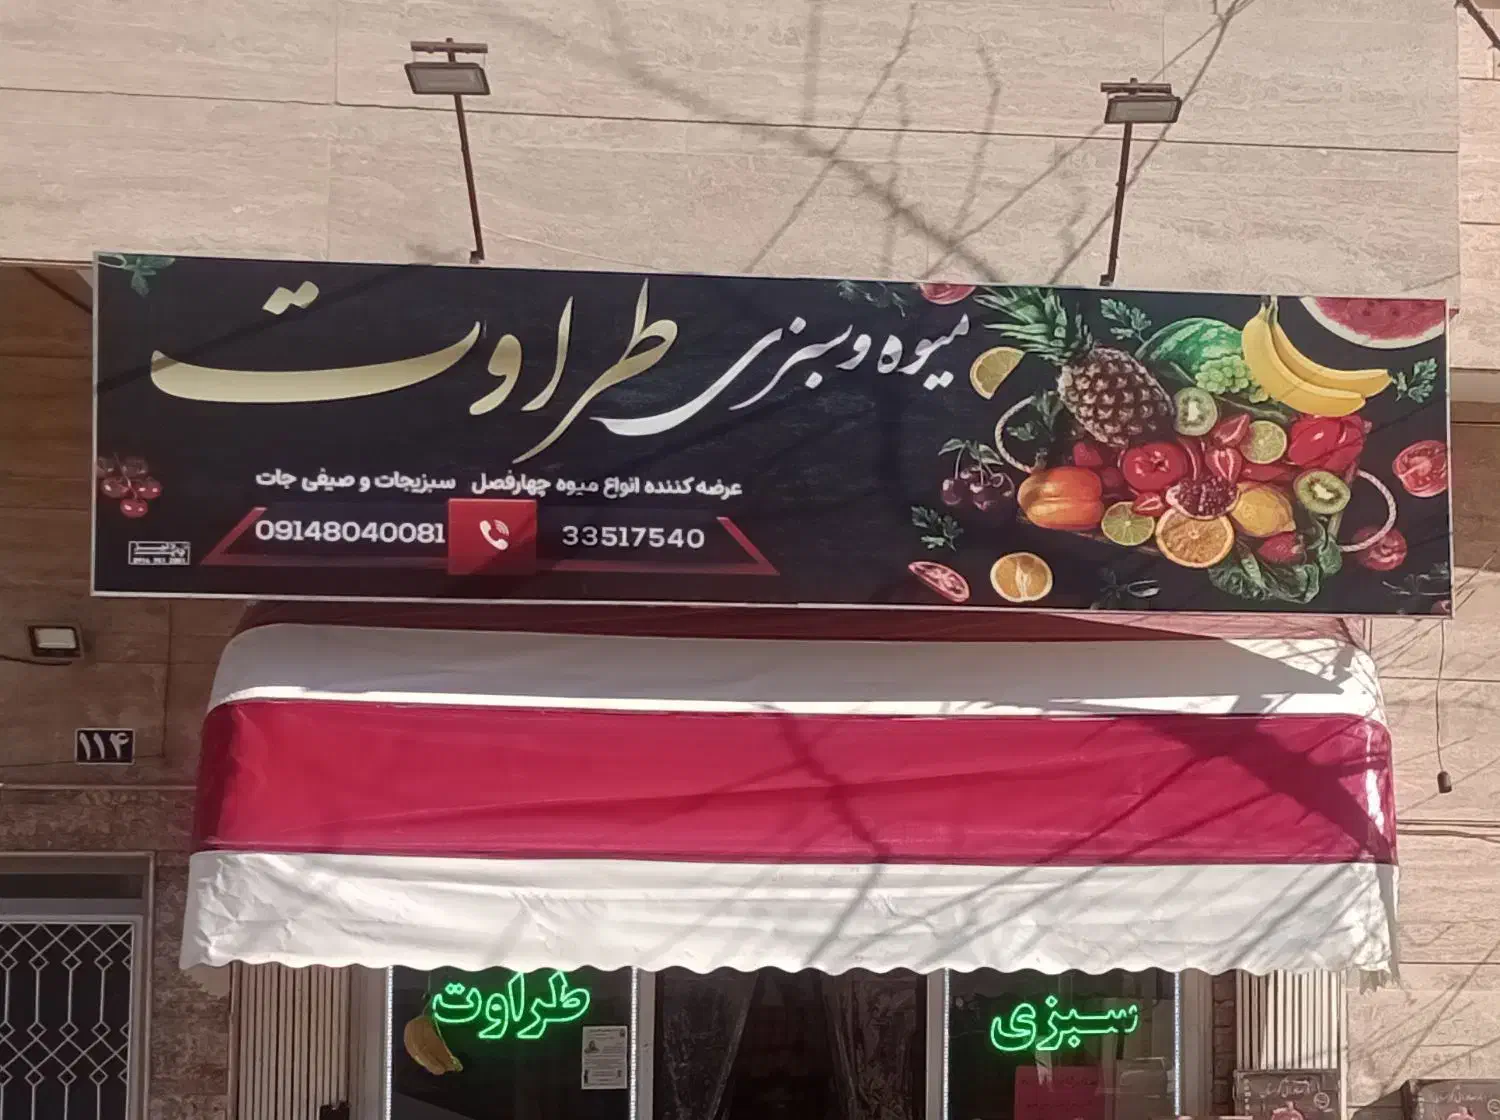 میوه و سبزی طراوت
عرضه کننده انواع میوه چهارفصل سبزیجات و صیفی جات
09148040081 33517540
۱۱۴
سبزی طراوت